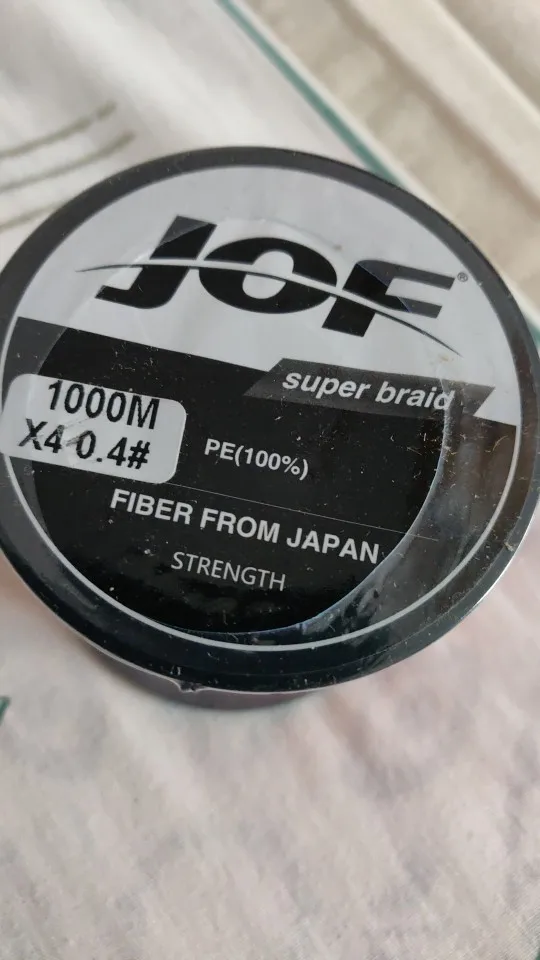 JOF®
super braid
1000M
X4 0.4#
PE(100%)
FIBER FROM JAPAN
STRENGTH